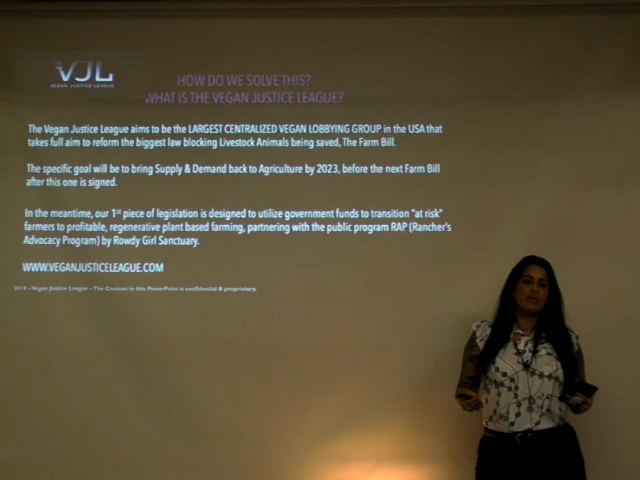 VJL
VEGAN JUSTICE LEAGUE
HOW DO WE SOLVE THIS?
WHAT IS THE VEGAN JUSTICE LEAGUE?
The Vegan Justice League aims to be the LARGEST CENTRALIZED VEGAN LOBBYING GROUP in the USA that
takes full aim to reform the biggest law blocking Livestock Animals being saved, The Farm Bill.
The specific goal will be to bring Supply & Demand back to Agriculture by 2023, before the next Farm Bill
after this one is signed.
In the meantime, our 1st piece of legislation is designed to utilize government funds to transition "at risk"
farmers to profitable, regenerative plant based farming, partnering with the public program RAP (Rancher's
Advocacy Program) by Rowdy Girl Sanctuary.
WWW.VEGANJUSTICELEAGUE.COM
2019 – Vegan Justice League – The Content in this PowerPoint is confidential & proprietary.